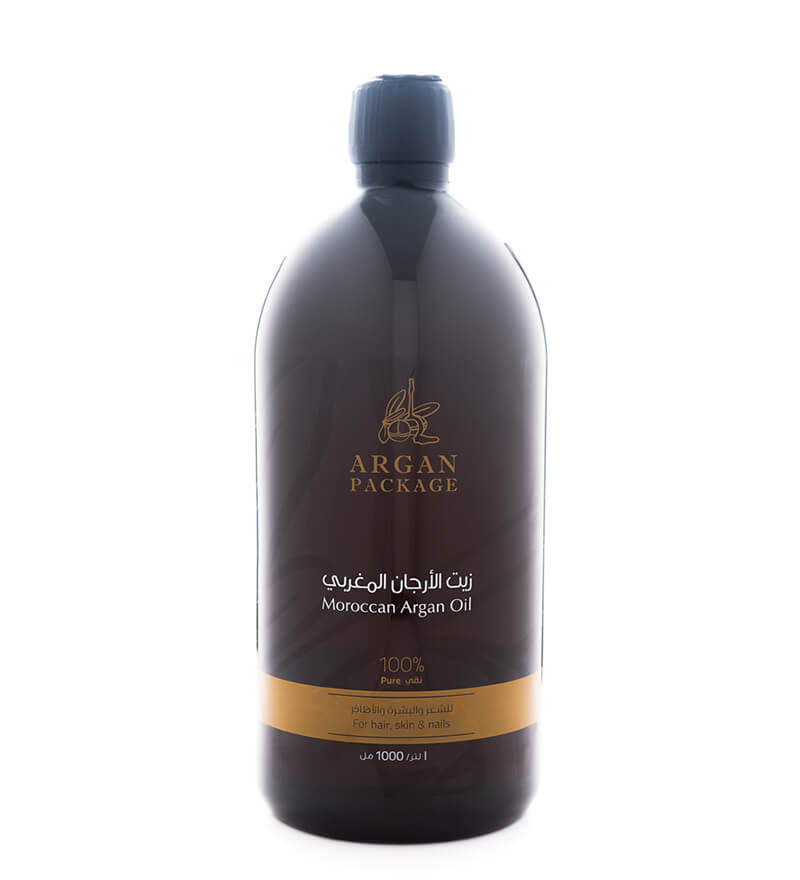 ARGAN
PACKAGE
زيت الأرجان المغربي
Moroccan Argan Oil
100%
Pure نقي
للشعر والبشرة والأظافر
For hair, skin & nails
١ لتر/ 1000 مل